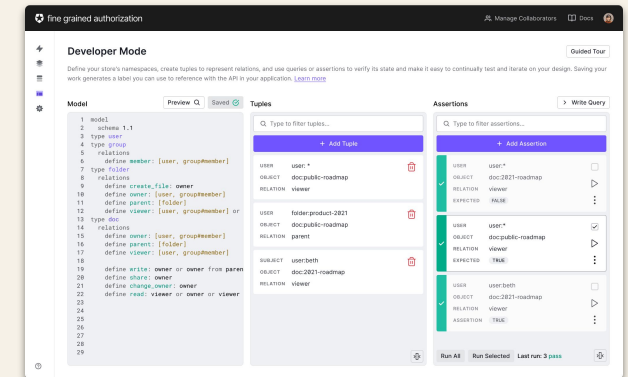 fine grained authorization
Manage Collaborators
Docs
Developer Mode
Guided Tour
Define your store's namespaces, create tuples to represent relations, and use queries or assertions to verify its state and make it easy to continually test and iterate on your design. Saving your
work generates a label you can use to reference with the API in your application. Learn more
Model
Preview
Saved
1 model
2 schema 1.1
3 type user
4 type group
5 relations
6 define member: [user, group#member]
7 type folder
8 relations
9 define create_file: owner
10 define owner: [user, group#member]
11 define parent: [folder]
12 define viewer: [user, group#member] or
13 type doc
14 relations
15 define owner: [user, group#member]
16 define parent: [folder]
17 define viewer: [user, group#member]
18
19 define write: owner or owner from paren
20 define share: owner
21 define change_owner: owner
22 define read: viewer or owner or viewer
23
24
25
26
27
28
29
Tuples
Type to filter tuples...
+ Add Tuple
USER user: *
OBJECT doc:public-roadmap
RELATION viewer
USER folder:product-2021
OBJECT doc:public-roadmap
RELATION parent
SUBJECT user:beth
OBJECT doc:2021-roadmap
RELATION viewer
Assertions
> Write Query
Type to filter assertions...
+ Add Assertion
USER user:*
OBJECT doc:2021-roadmap
RELATION viewer
EXPECTED FALSE
USER user:*
OBJECT doc:public-roadmap
RELATION viewer
EXPECTED TRUE
USER user:beth
OBJECT doc:2021-roadmap
RELATION viewer
ASSERTION TRUE
Run All
Run Selected
Last run: 3 pass